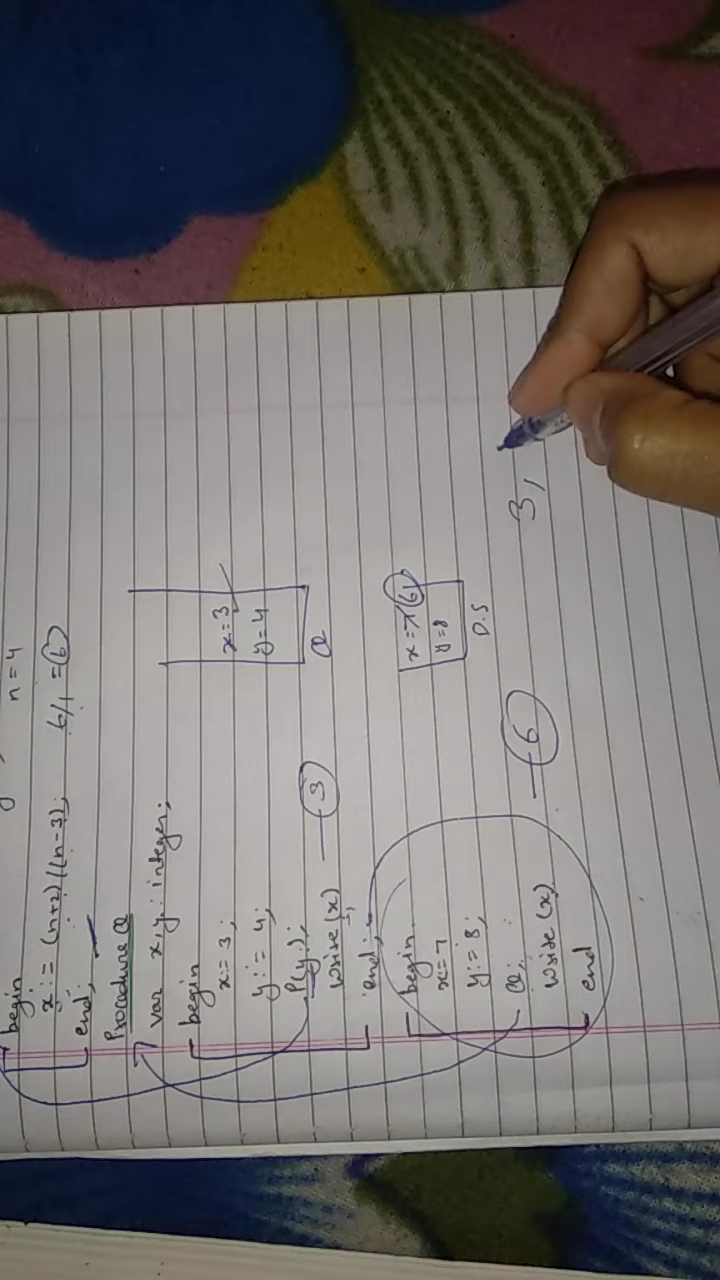 n=4
begin
x := (n+2)/(n-3); 6/1 = 6
end;
Procedure Q
var x, y : integer;
begin
x := 3; x=3
y := 4; y=4
P(y); 3 Q
write (x);
end;
begin x=7 6
x:=7 y=8
y:=8; D.S
Q;
write (x) 6 3,
end